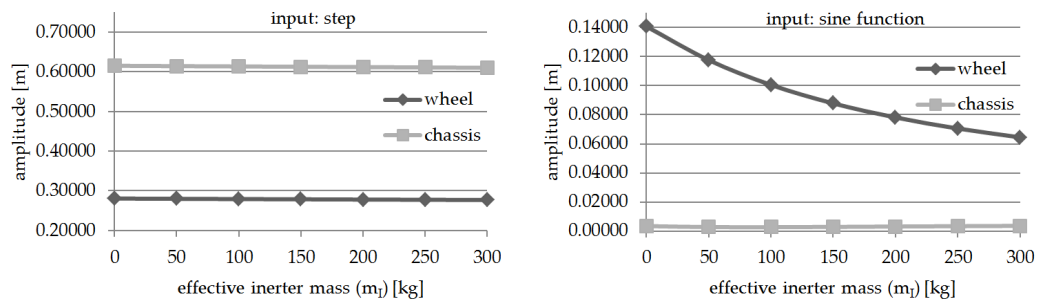 input: step
0.70000
0.60000
0.50000
0.40000
0.30000
0.20000
amplitude [m]
wheel
chassis
0 50 100 150 200 250 300
effective inerter mass (mI) [kg]
input: sine function
0.14000
0.12000
0.10000
0.08000
0.06000
0.04000
0.02000
0.00000
amplitude [m]
wheel
chassis
0 50 100 150 200 250 300
effective inerter mass (mI) [kg]